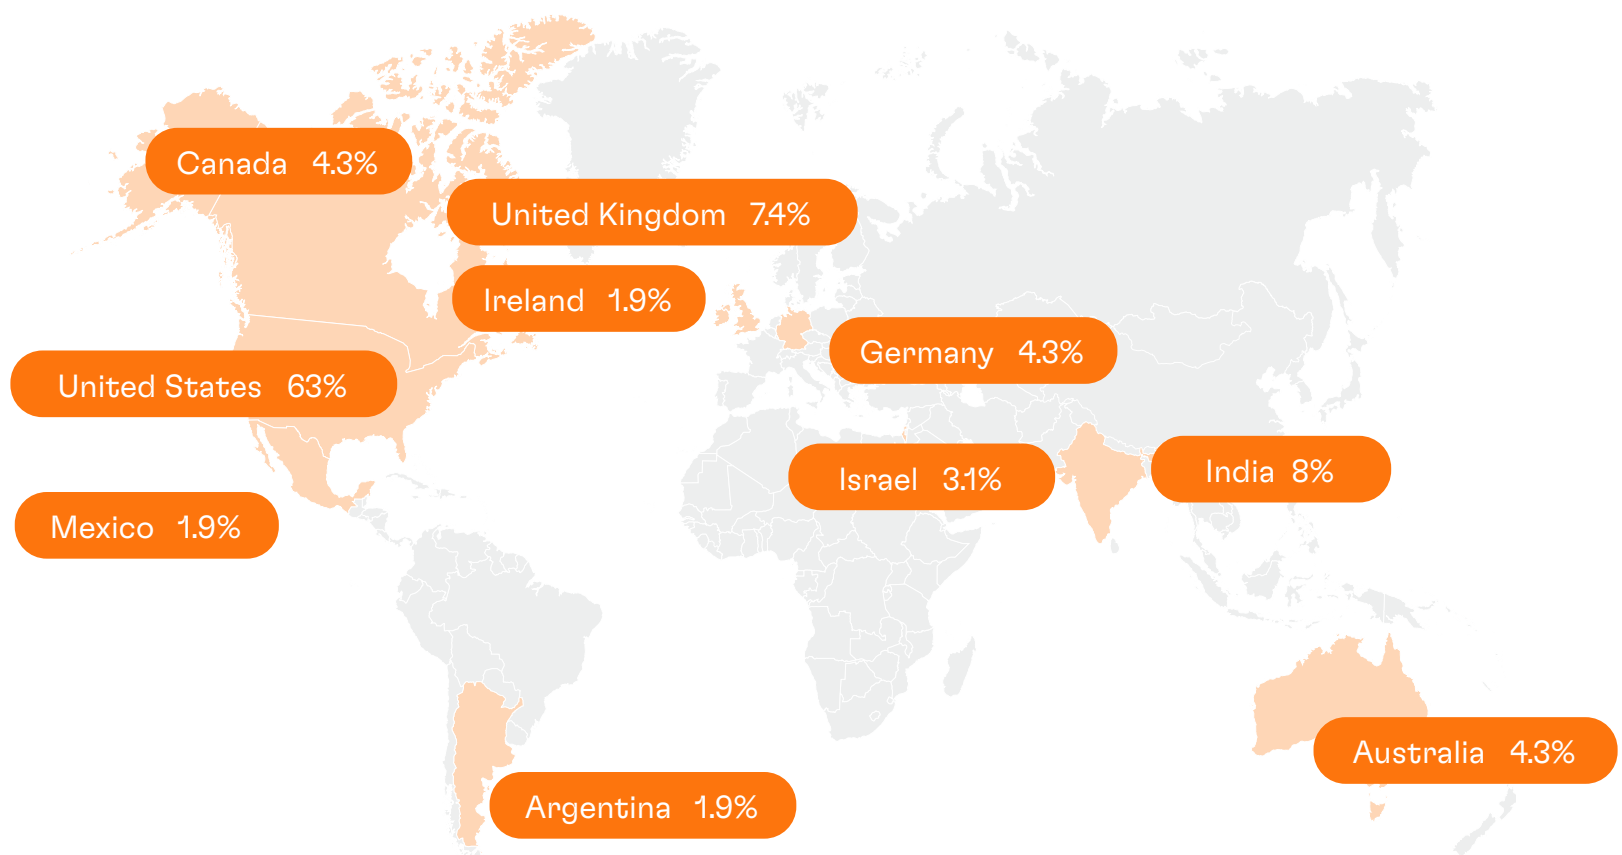 Canada 4.3%
United Kingdom 7.4%
Ireland 1.9%
Germany 4.3%
United States 63%
Israel 3.1%
India 8%
Mexico 1.9%
Australia 4.3%
Argentina 1.9%